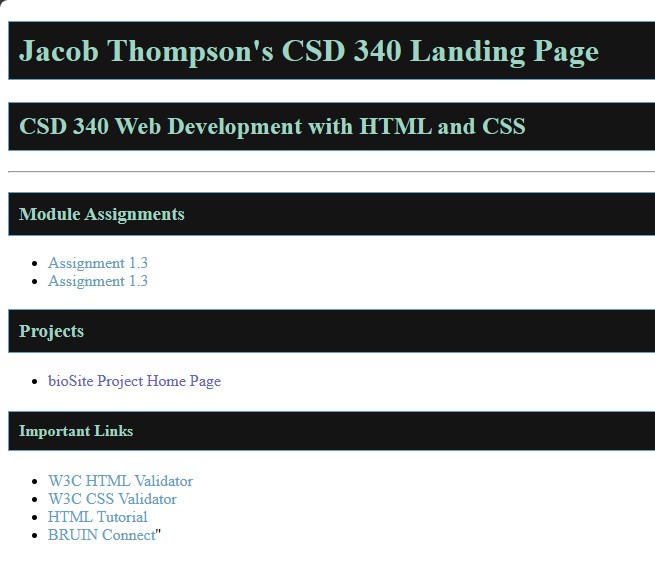 Jacob Thompson's CSD 340 Landing Page
CSD 340 Web Development with HTML and CSS
Module Assignments
Assignment 1.3
Assignment 1.3
Projects
bioSite Project Home Page
Important Links
W3C HTML Validator
W3C CSS Validator
HTML Tutorial
BRUIN Connect"